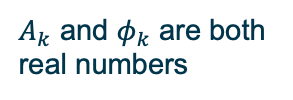 𝐴ₖ and 𝜙ₖ are both
real numbers